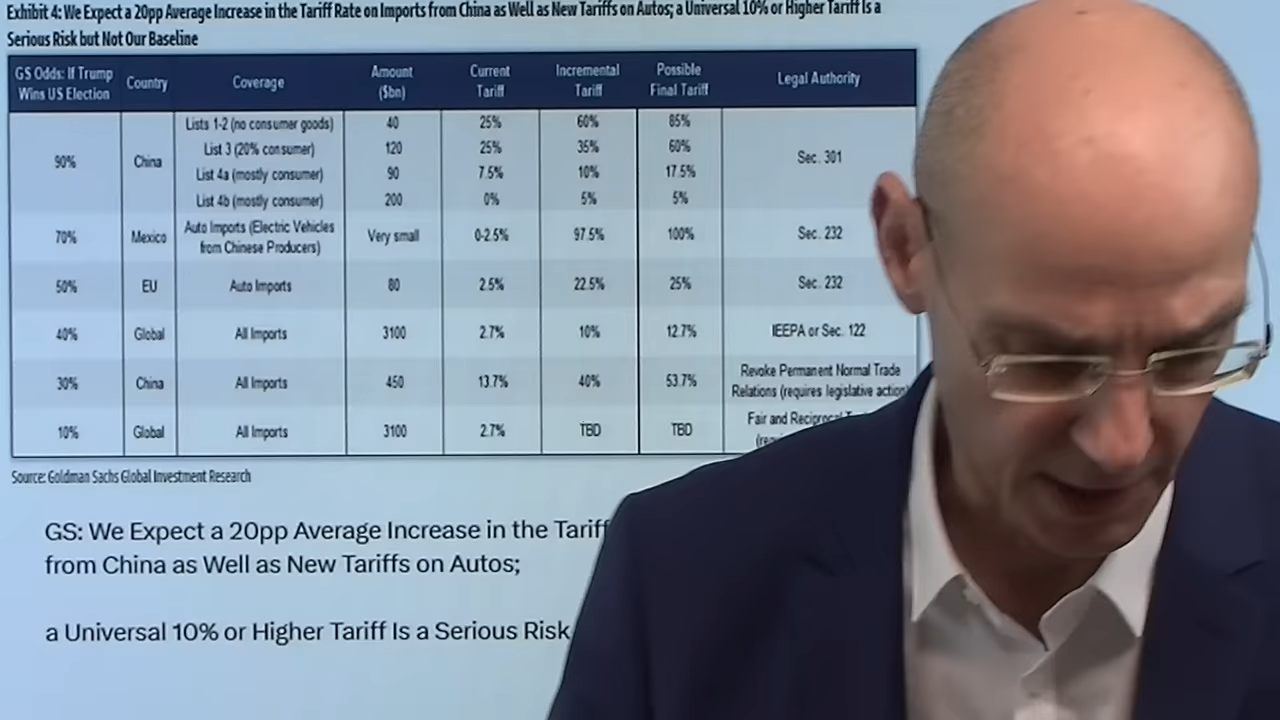 Exhibit 4: We Expect a 20pp Average Increase in the Tariff Rate on Imports from China as Well as New Tariffs on Autos; a Universal 10% or Higher Tariff Is a
Serious Risk but Not Our Baseline
GS Odds: If Trump Wins US Election Country Coverage Amount ($bn) Current Tariff Incremental Tariff Possible Final Tariff Legal Authority
90% China Lists 1-2 (no consumer goods) 40 25% 60% 85% Sec. 301
List 3 (20% consumer) 120 25% 35% 60%
List 4a (mostly consumer) 90 7.5% 10% 17.5%
List 4b (mostly consumer) 200 0% 5% 5%
70% Mexico Auto Imports (Electric Vehicles from Chinese Producers) Very small 0-2.5% 97.5% 100% Sec. 232
50% EU Auto Imports 80 2.5% 22.5% 25% Sec. 232
40% Global All Imports 3100 2.7% 10% 12.7% IEEPA or Sec. 122
30% China All Imports 450 13.7% 40% 53.7% Revoke Permanent Normal Trade Relations (requires legislative action
10% Global All Imports 3100 2.7% TBD TBD Fair and Reciprocal
Source: Goldman Sachs Global Investment Research
GS: We Expect a 20pp Average Increase in the Tariff
from China as Well as New Tariffs on Autos;
a Universal 10% or Higher Tariff Is a Serious Risk